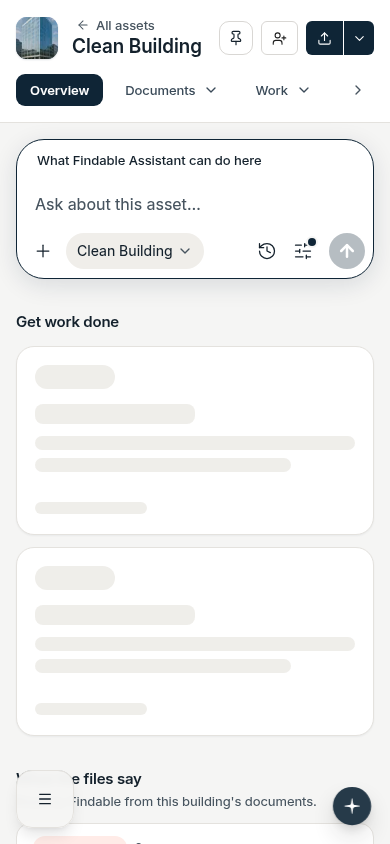 All assets
Clean Building
Overview
Documents
Work
What Findable Assistant can do here
Ask about this asset...
Clean Building
Get work done
files say
Findable from this building's documents.